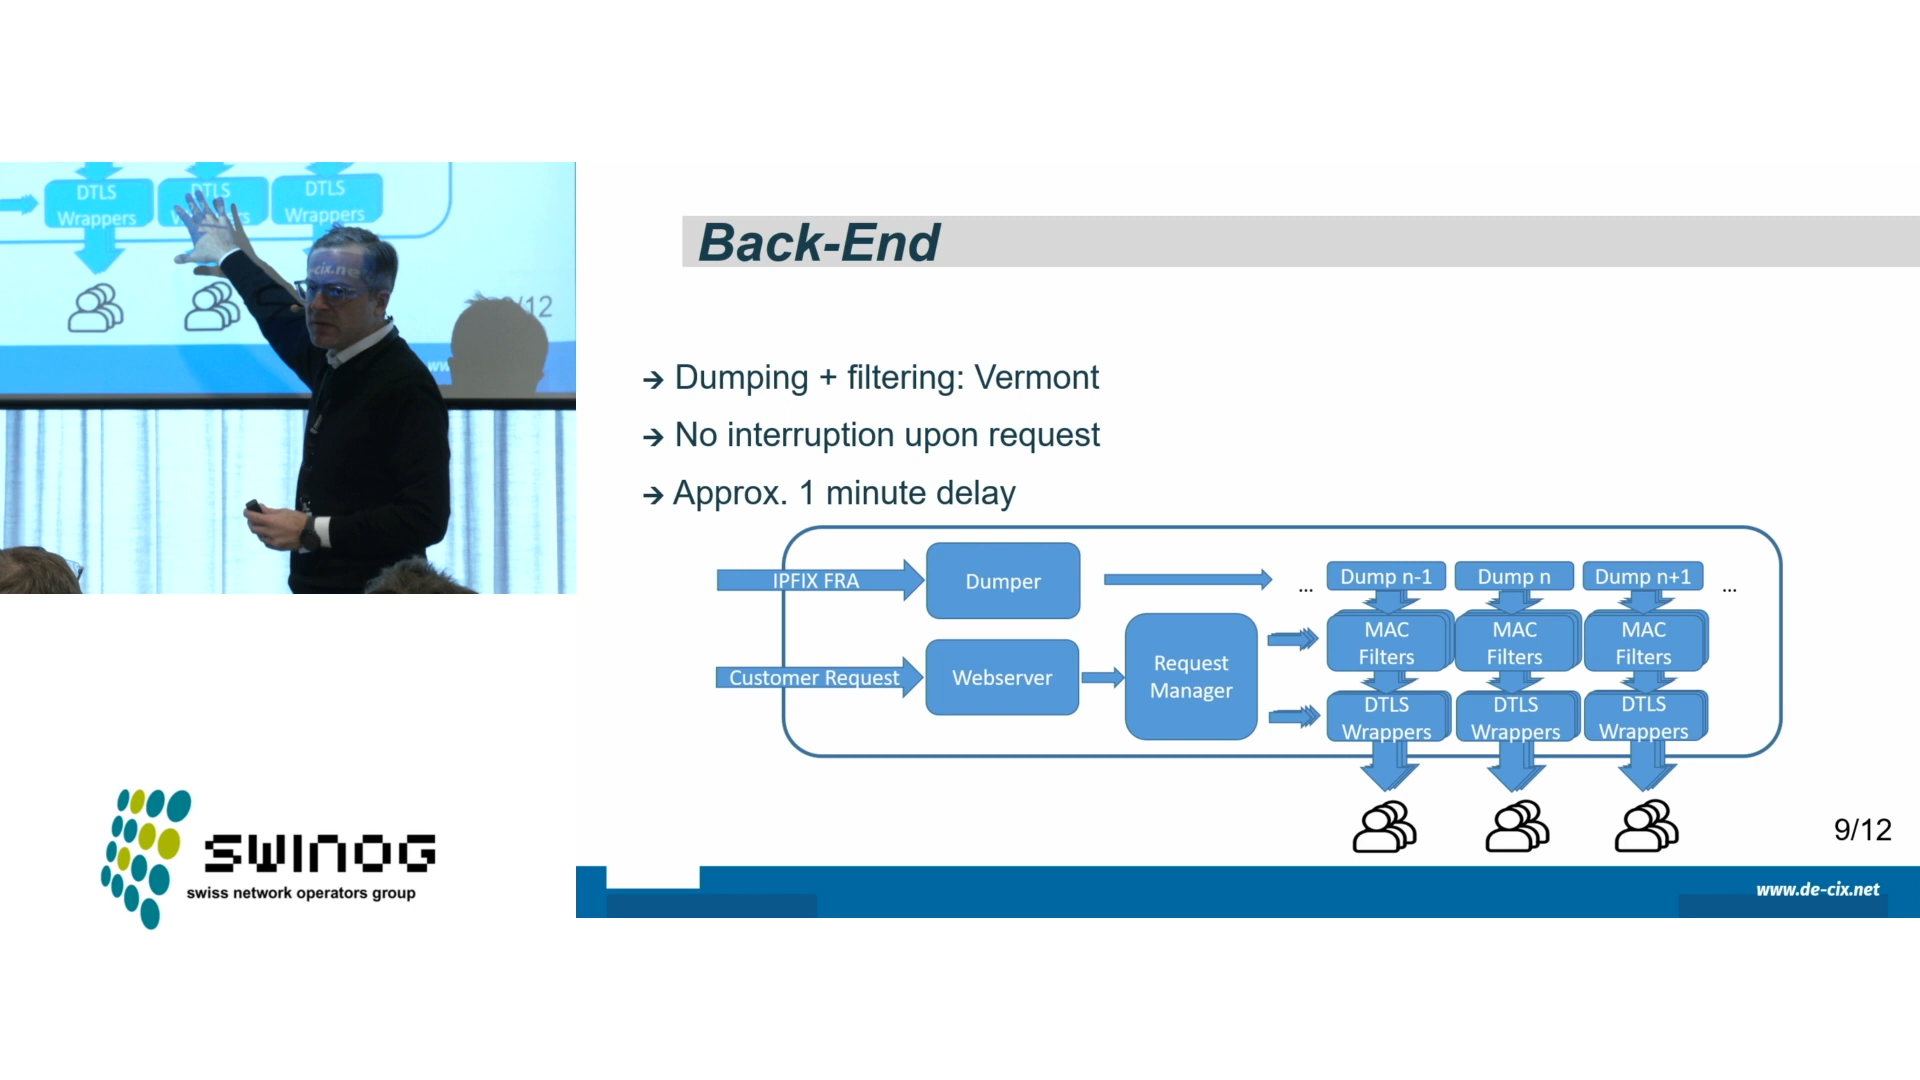 DTLS
Wrappers
DTLS
DTLS
Wrappers
-cix.ne
/12
Back-End
→ Dumping + filtering: Vermont
→ No interruption upon request
→ Approx. 1 minute delay
IPFIX FRA
Dumper
...
Dump n-1
Dump n
Dump n+1
...
MAC
Filters
MAC
Filters
MAC
Filters
Customer Request
Webserver
Request
Manager
DTLS
Wrappers
DTLS
Wrappers
DTLS
Wrappers
9/12
www.de-cix.net
SWINOG
swiss network operators group